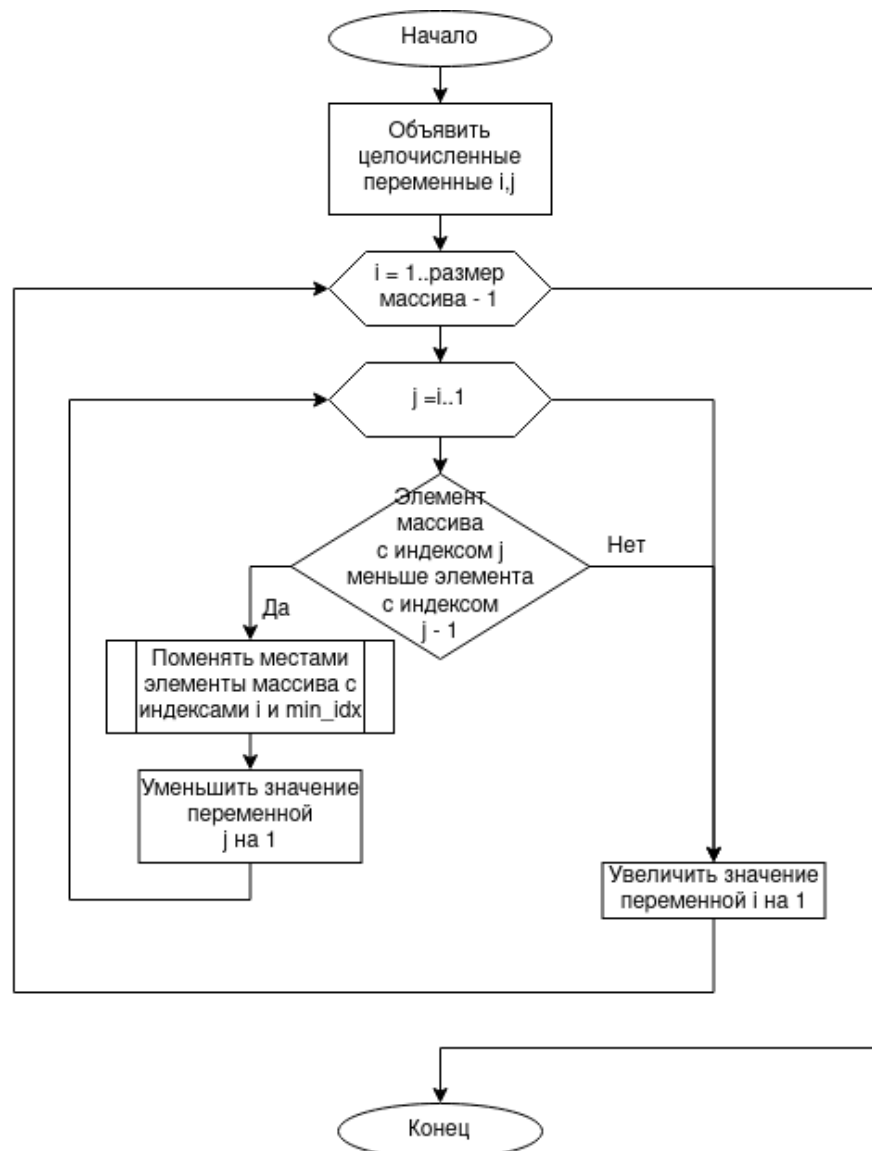 Начало
Объявить
целочисленные
переменные i,j
i = 1..размер
массива - 1
j =i..1
Элемент
массива
с индексом j
меньше элемента
с индексом
j - 1
Нет
Да
Поменять местами
элементы массива с
индексами i и min_idx
Уменьшить значение
переменной
j на 1
Увеличить значение
переменной i на 1
Конец